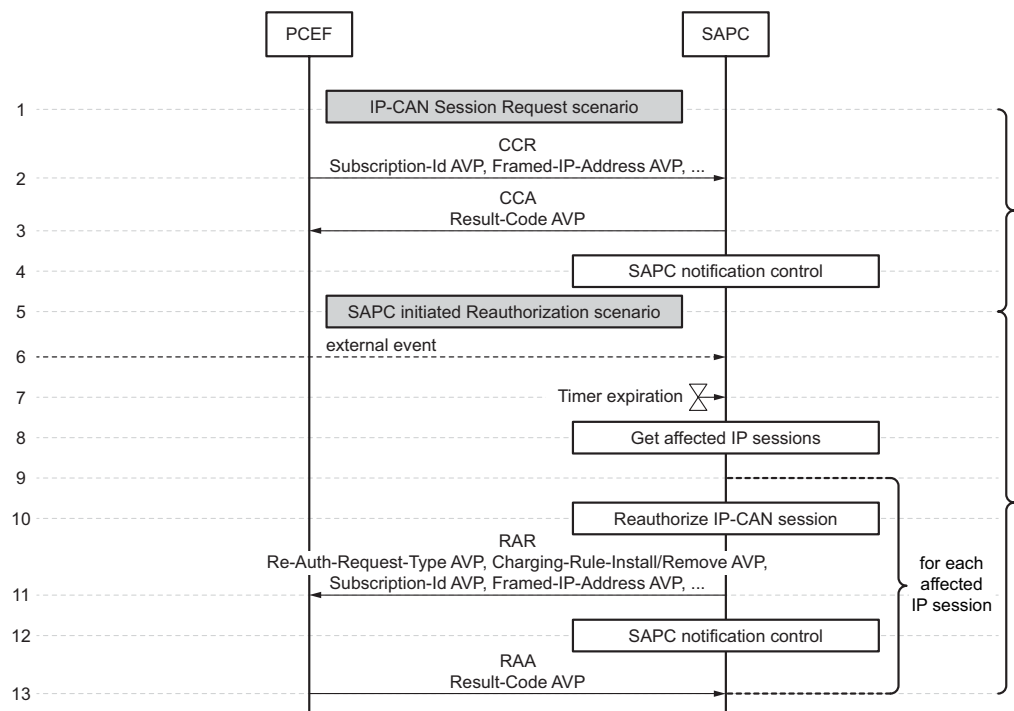 PCEF
SAPC
1
IP-CAN Session Request scenario
CCR
Subscription-Id AVP, Framed-IP-Address AVP, ...
2
CCA
Result-Code AVP
3
4
SAPC notification control
5
SAPC initiated Reauthorization scenario
external event
6
7
Timer expiration
8
Get affected IP sessions
9
10
Reauthorize IP-CAN session
RAR
Re-Auth-Request-Type AVP, Charging-Rule-Install/Remove AVP,
Subscription-Id AVP, Framed-IP-Address AVP, ...
11
for each
affected
IP session
12
SAPC notification control
RAA
Result-Code AVP
13